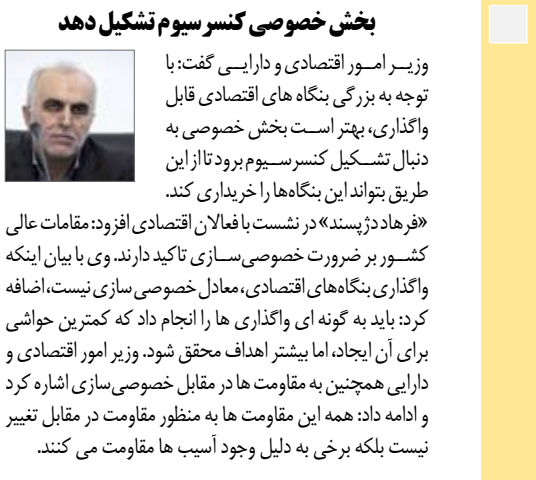 بخش خصوصی کنسرسیوم تشکیل دهد
وزیـر امـور اقتصادی و دارایـی گفت: با
توجه به بزرگی بنگاه های اقتصادی قابل
واگذاری، بهتر اسـت بخش خصوصی به
دنبال تشـکیل کنسرسـیوم برود تا از این
طریق بتواند این بنگاه‌ها را خریداری کند.
«فرهاد دژپسند» در نشست با فعالان اقتصادی افزود: مقامات عالی
کشـور بر ضرورت خصوصی‌سـازی تاکید دارند. وی با بیان اینکه
واگذاری بنگاه‌های اقتصادی، معادل خصوصی سازی نیست، اضافه
کرد: باید به گونه ای واگذاری ها را انجام داد که کمترین حواشی
برای آن ایجاد، اما بیشتر اهداف محقق شود. وزیر امور اقتصادی و
دارایی همچنین به مقاومت ها در مقابل خصوصی‌سازی اشاره کرد
و ادامه داد: همه این مقاومت ها به منظور مقاومت در مقابل تغییر
نیست بلکه برخی به دلیل وجود آسیب ها مقاومت می کنند.